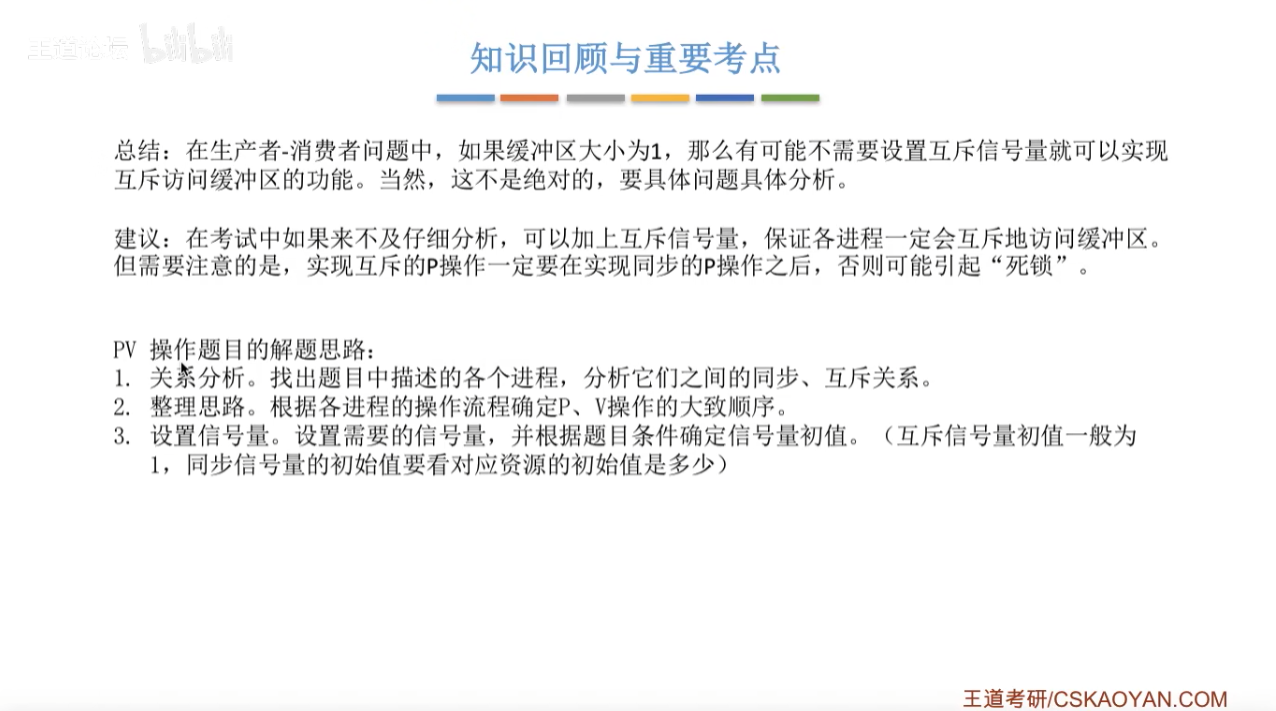 王道论坛 bilibili
知识回顾与重要考点
总结：在生产者-消费者问题中，如果缓冲区大小为1，那么有可能不需要设置互斥信号量就可以实现
互斥访问缓冲区的功能。当然，这不是绝对的，要具体问题具体分析。
建议：在考试中如果来不及仔细分析，可以加上互斥信号量，保证各进程一定会互斥地访问缓冲区。
但需要注意的是，实现互斥的P操作一定要在实现同步的P操作之后，否则可能引起“死锁”。
PV 操作题目的解题思路：
1. 关系分析。找出题目中描述的各个进程，分析它们之间的同步、互斥关系。
2. 整理思路。根据各进程的操作流程确定P、V操作的大致顺序。
3. 设置信号量。设置需要的信号量，并根据题目条件确定信号量初值。（互斥信号量初值一般为
1，同步信号量的初始值要看对应资源的初始值是多少）
王道考研/CSKAOYAN.COM